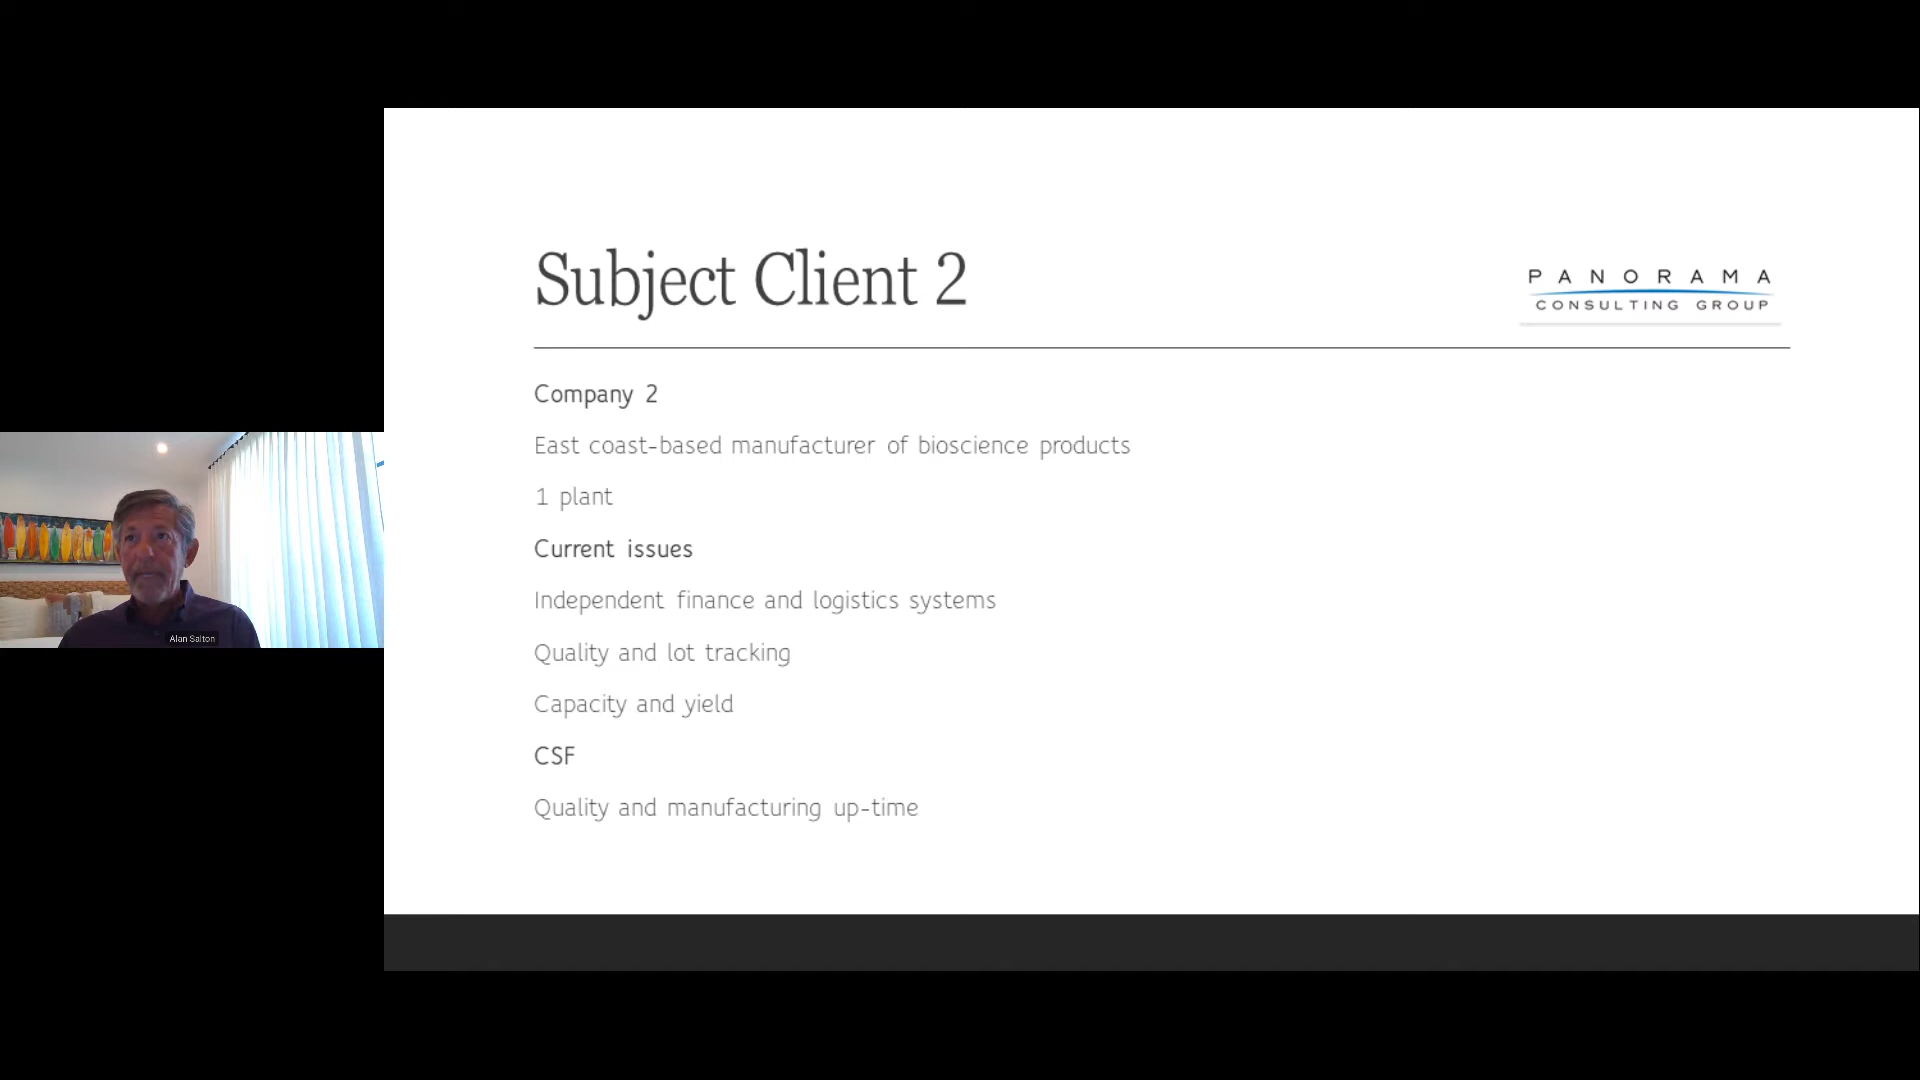 Subject Client 2
PANORAMA
CONSULTING GROUP
Company 2
East coast-based manufacturer of bioscience products
1 plant
Current issues
Independent finance and logistics systems
Quality and lot tracking
Capacity and yield
CSF
Quality and manufacturing up-time
Alan Salton